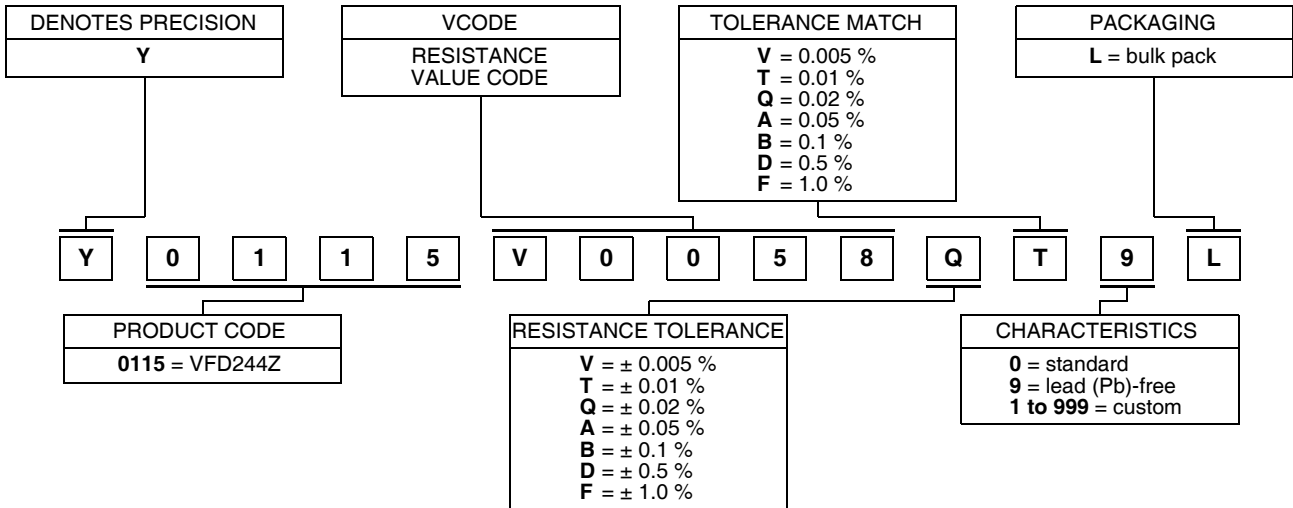 DENOTES PRECISION
Y
VCODE
RESISTANCE
VALUE CODE
TOLERANCE MATCH
V = 0.005 %
T = 0.01 %
Q = 0.02 %
A = 0.05 %
B = 0.1 %
D = 0.5 %
F = 1.0 %
PACKAGING
L = bulk pack
Y 0 1 1 5 V 0 0 5 8 Q T 9 L
PRODUCT CODE
0115 = VFD244Z
RESISTANCE TOLERANCE
V = ± 0.005 %
T = ± 0.01 %
Q = ± 0.02 %
A = ± 0.05 %
B = ± 0.1 %
D = ± 0.5 %
F = ± 1.0 %
CHARACTERISTICS
0 = standard
9 = lead (Pb)-free
1 to 999 = custom